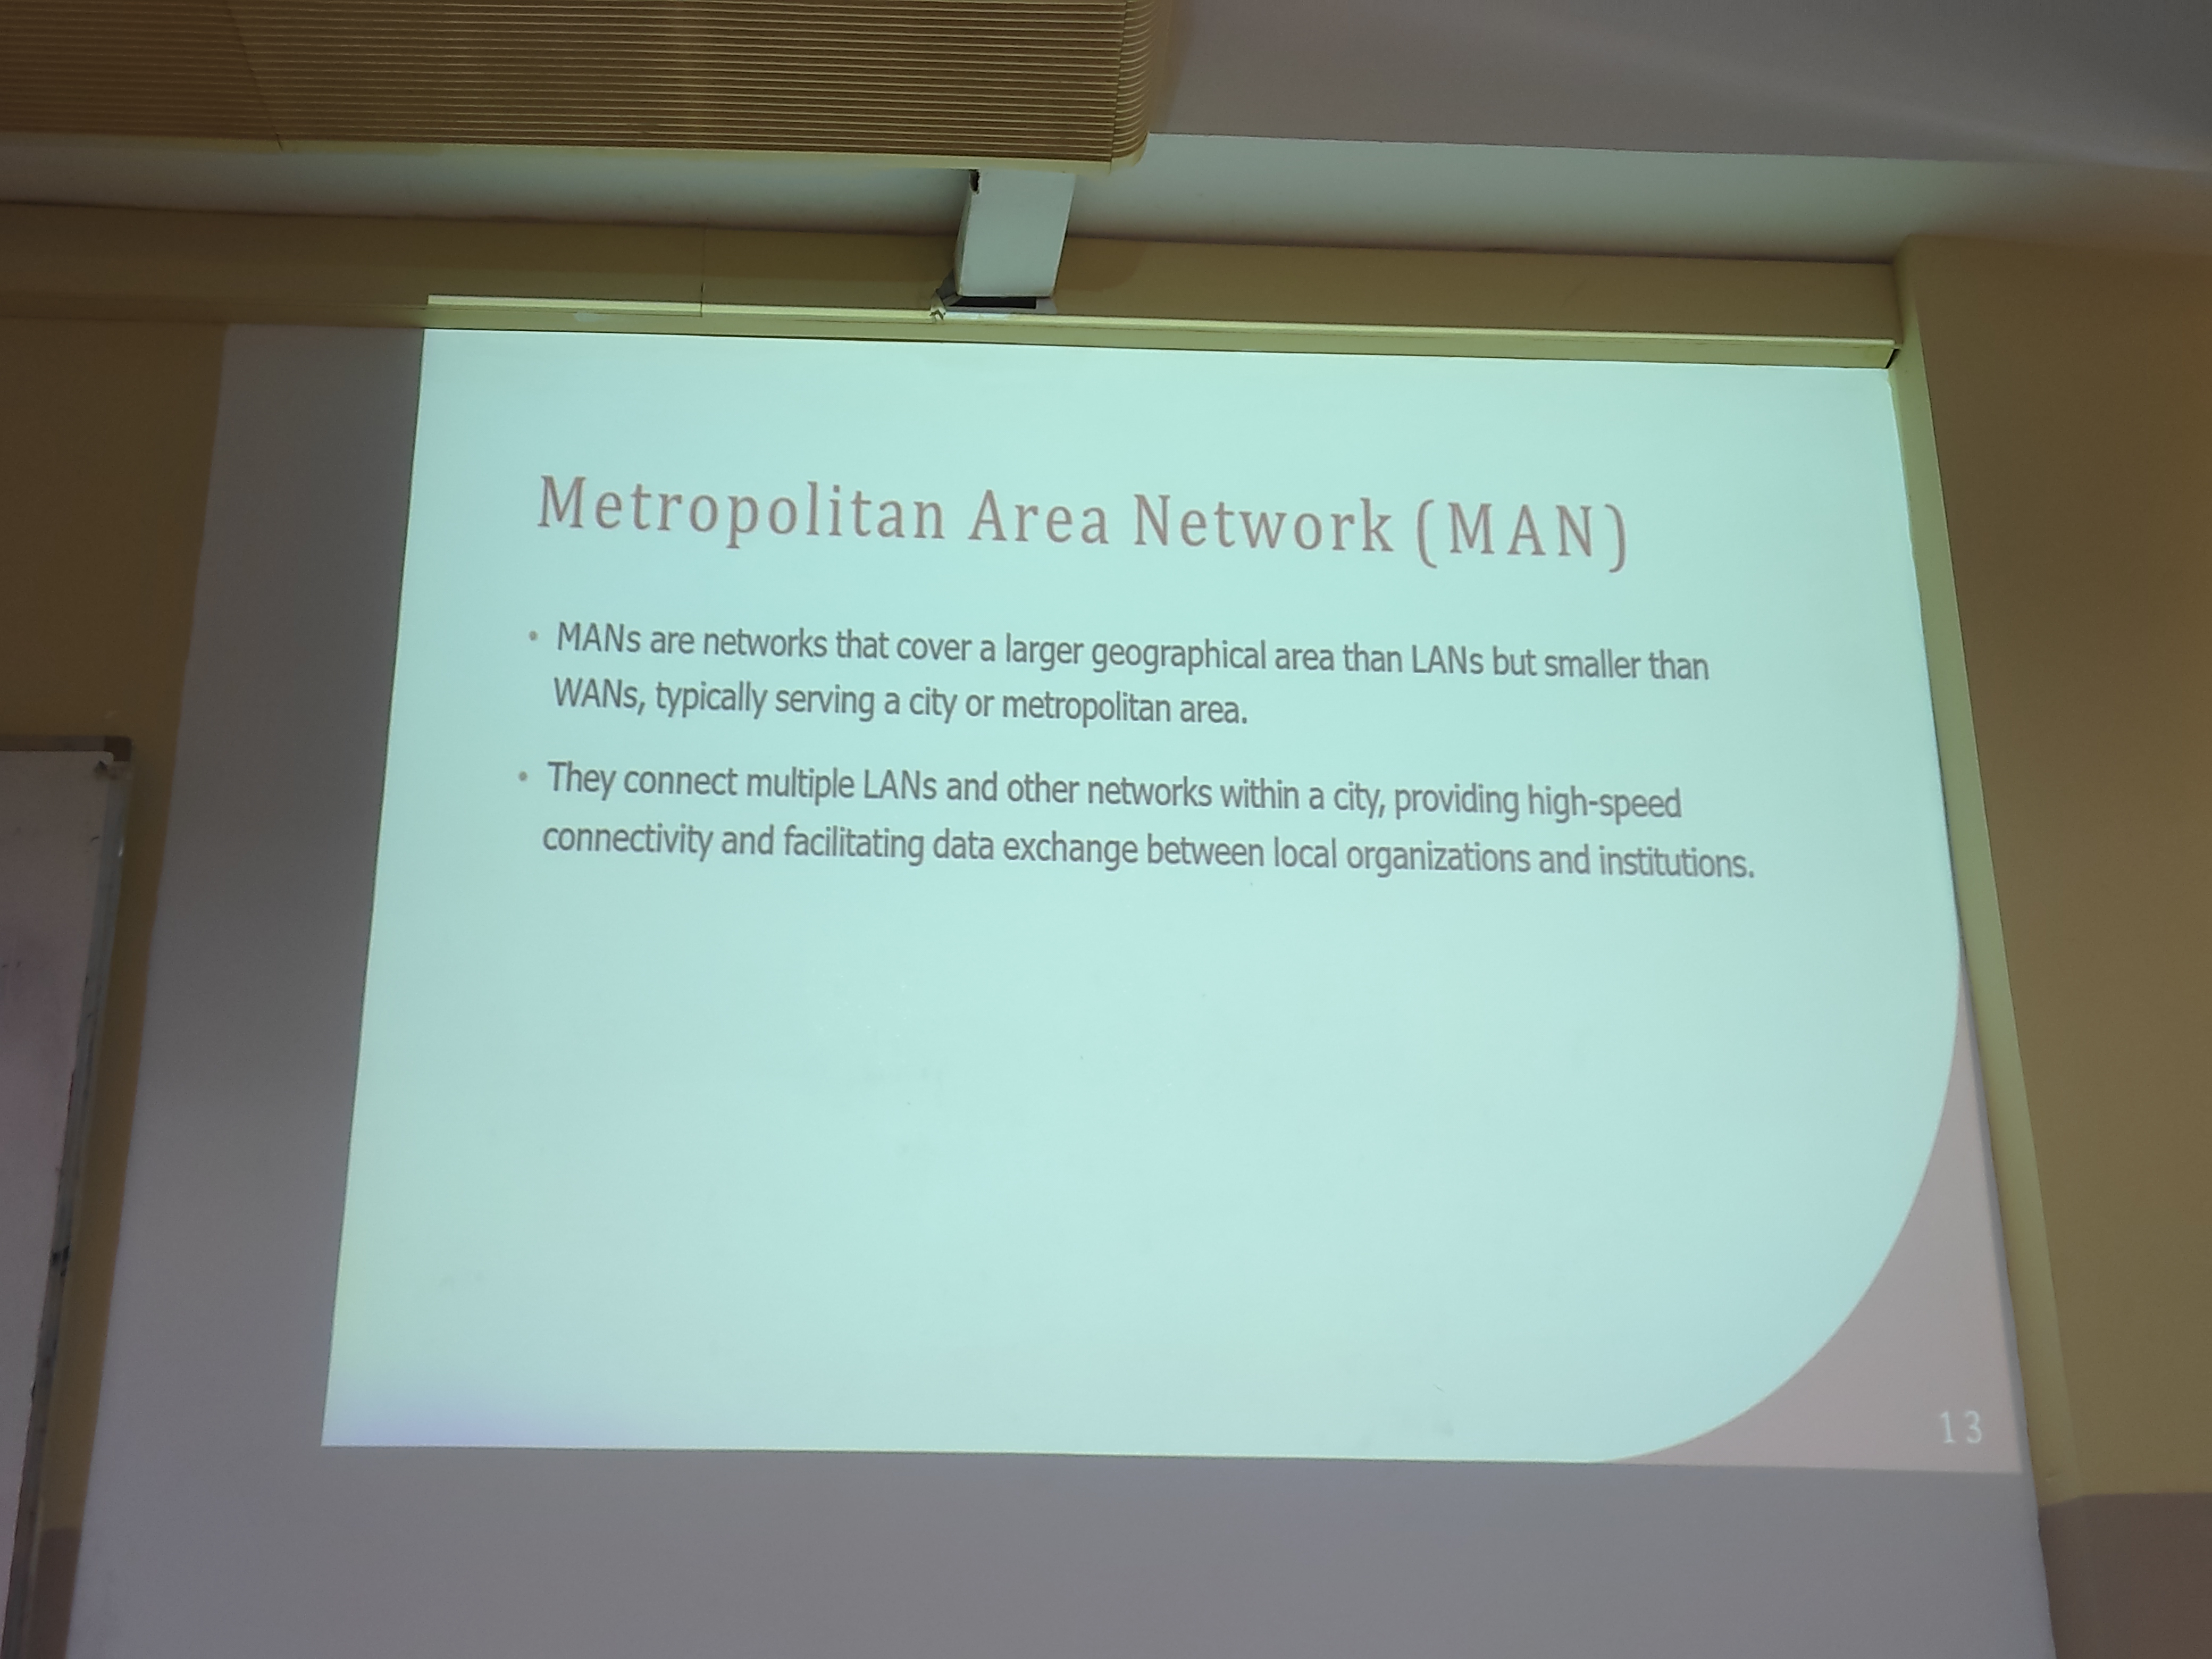 Metropolitan Area Network (MAN)
• MANs are networks that cover a larger geographical area than LANs but smaller than
WANs, typically serving a city or metropolitan area.
• They connect multiple LANs and other networks within a city, providing high-speed
connectivity and facilitating data exchange between local organizations and institutions.
13